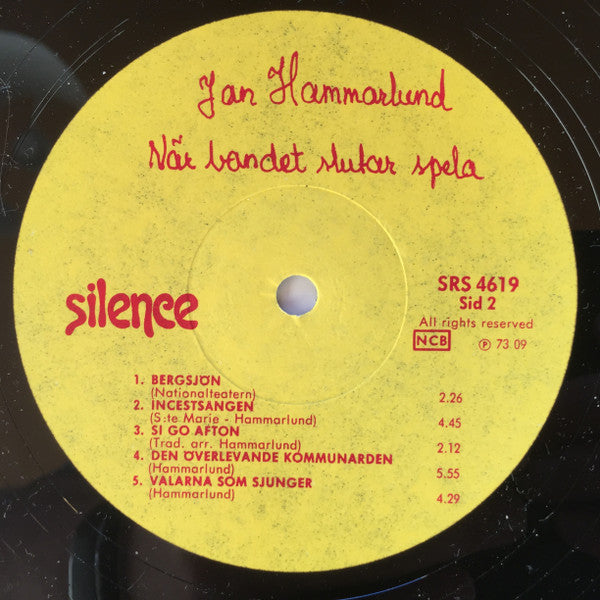 Jan Hammarlund
När bandet slutar spela
silence
SRS 4619
Sid 2
All rights reserved
NCB ℗ 73 09
1. BERGSJÖN
(Nationalteatern) 2.26
2. INCESTSÅNGEN
(S:te Marie - Hammarlund) 4.45
3. SI GO AFTON
(Trad. arr. Hammarlund) 2.12
4. DEN ÖVERLEVANDE KOMMUNARDEN
(Hammarlund) 5.55
5. VALARNA SOM SJUNGER
(Hammarlund) 4.29